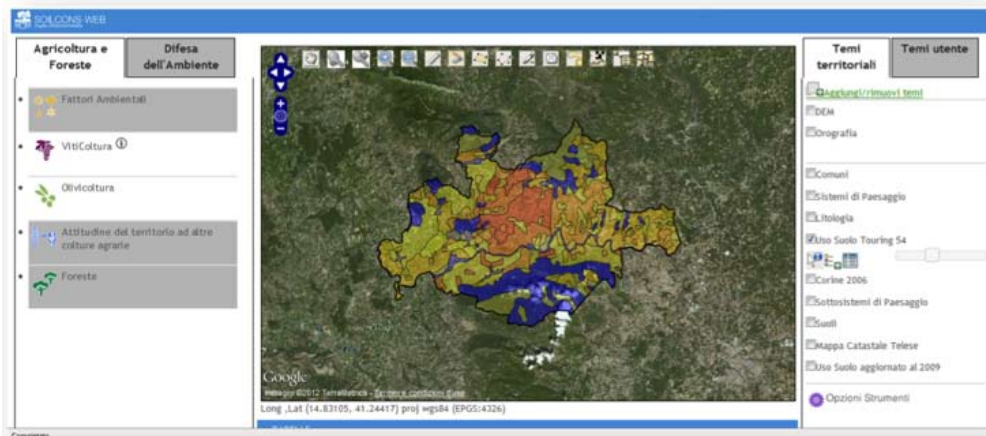 SOILCONS WEB
Agricoltura e
Foreste
Difesa
dell'Ambiente
Fattori Ambientali
VitiColtura
Olivicoltura
Attitudine del territorio ad altre
colture agrarie
Foreste
Google
Long ,Lat (14.83105, 41.24417) proj wgs84 (EPGS:4326)
Temi
territoriali
Temi utente
Aggiungi/rimuovi temi
DEM
Orografia
Comuni
Sistemi di Paesaggio
Litologia
Uso Suolo Touring 54
Corine 2006
Sottosistemi di Paesaggio
Suoli
Mappa Catastale Telese
Uso Suolo aggiornato al 2009
Opzioni Strumenti